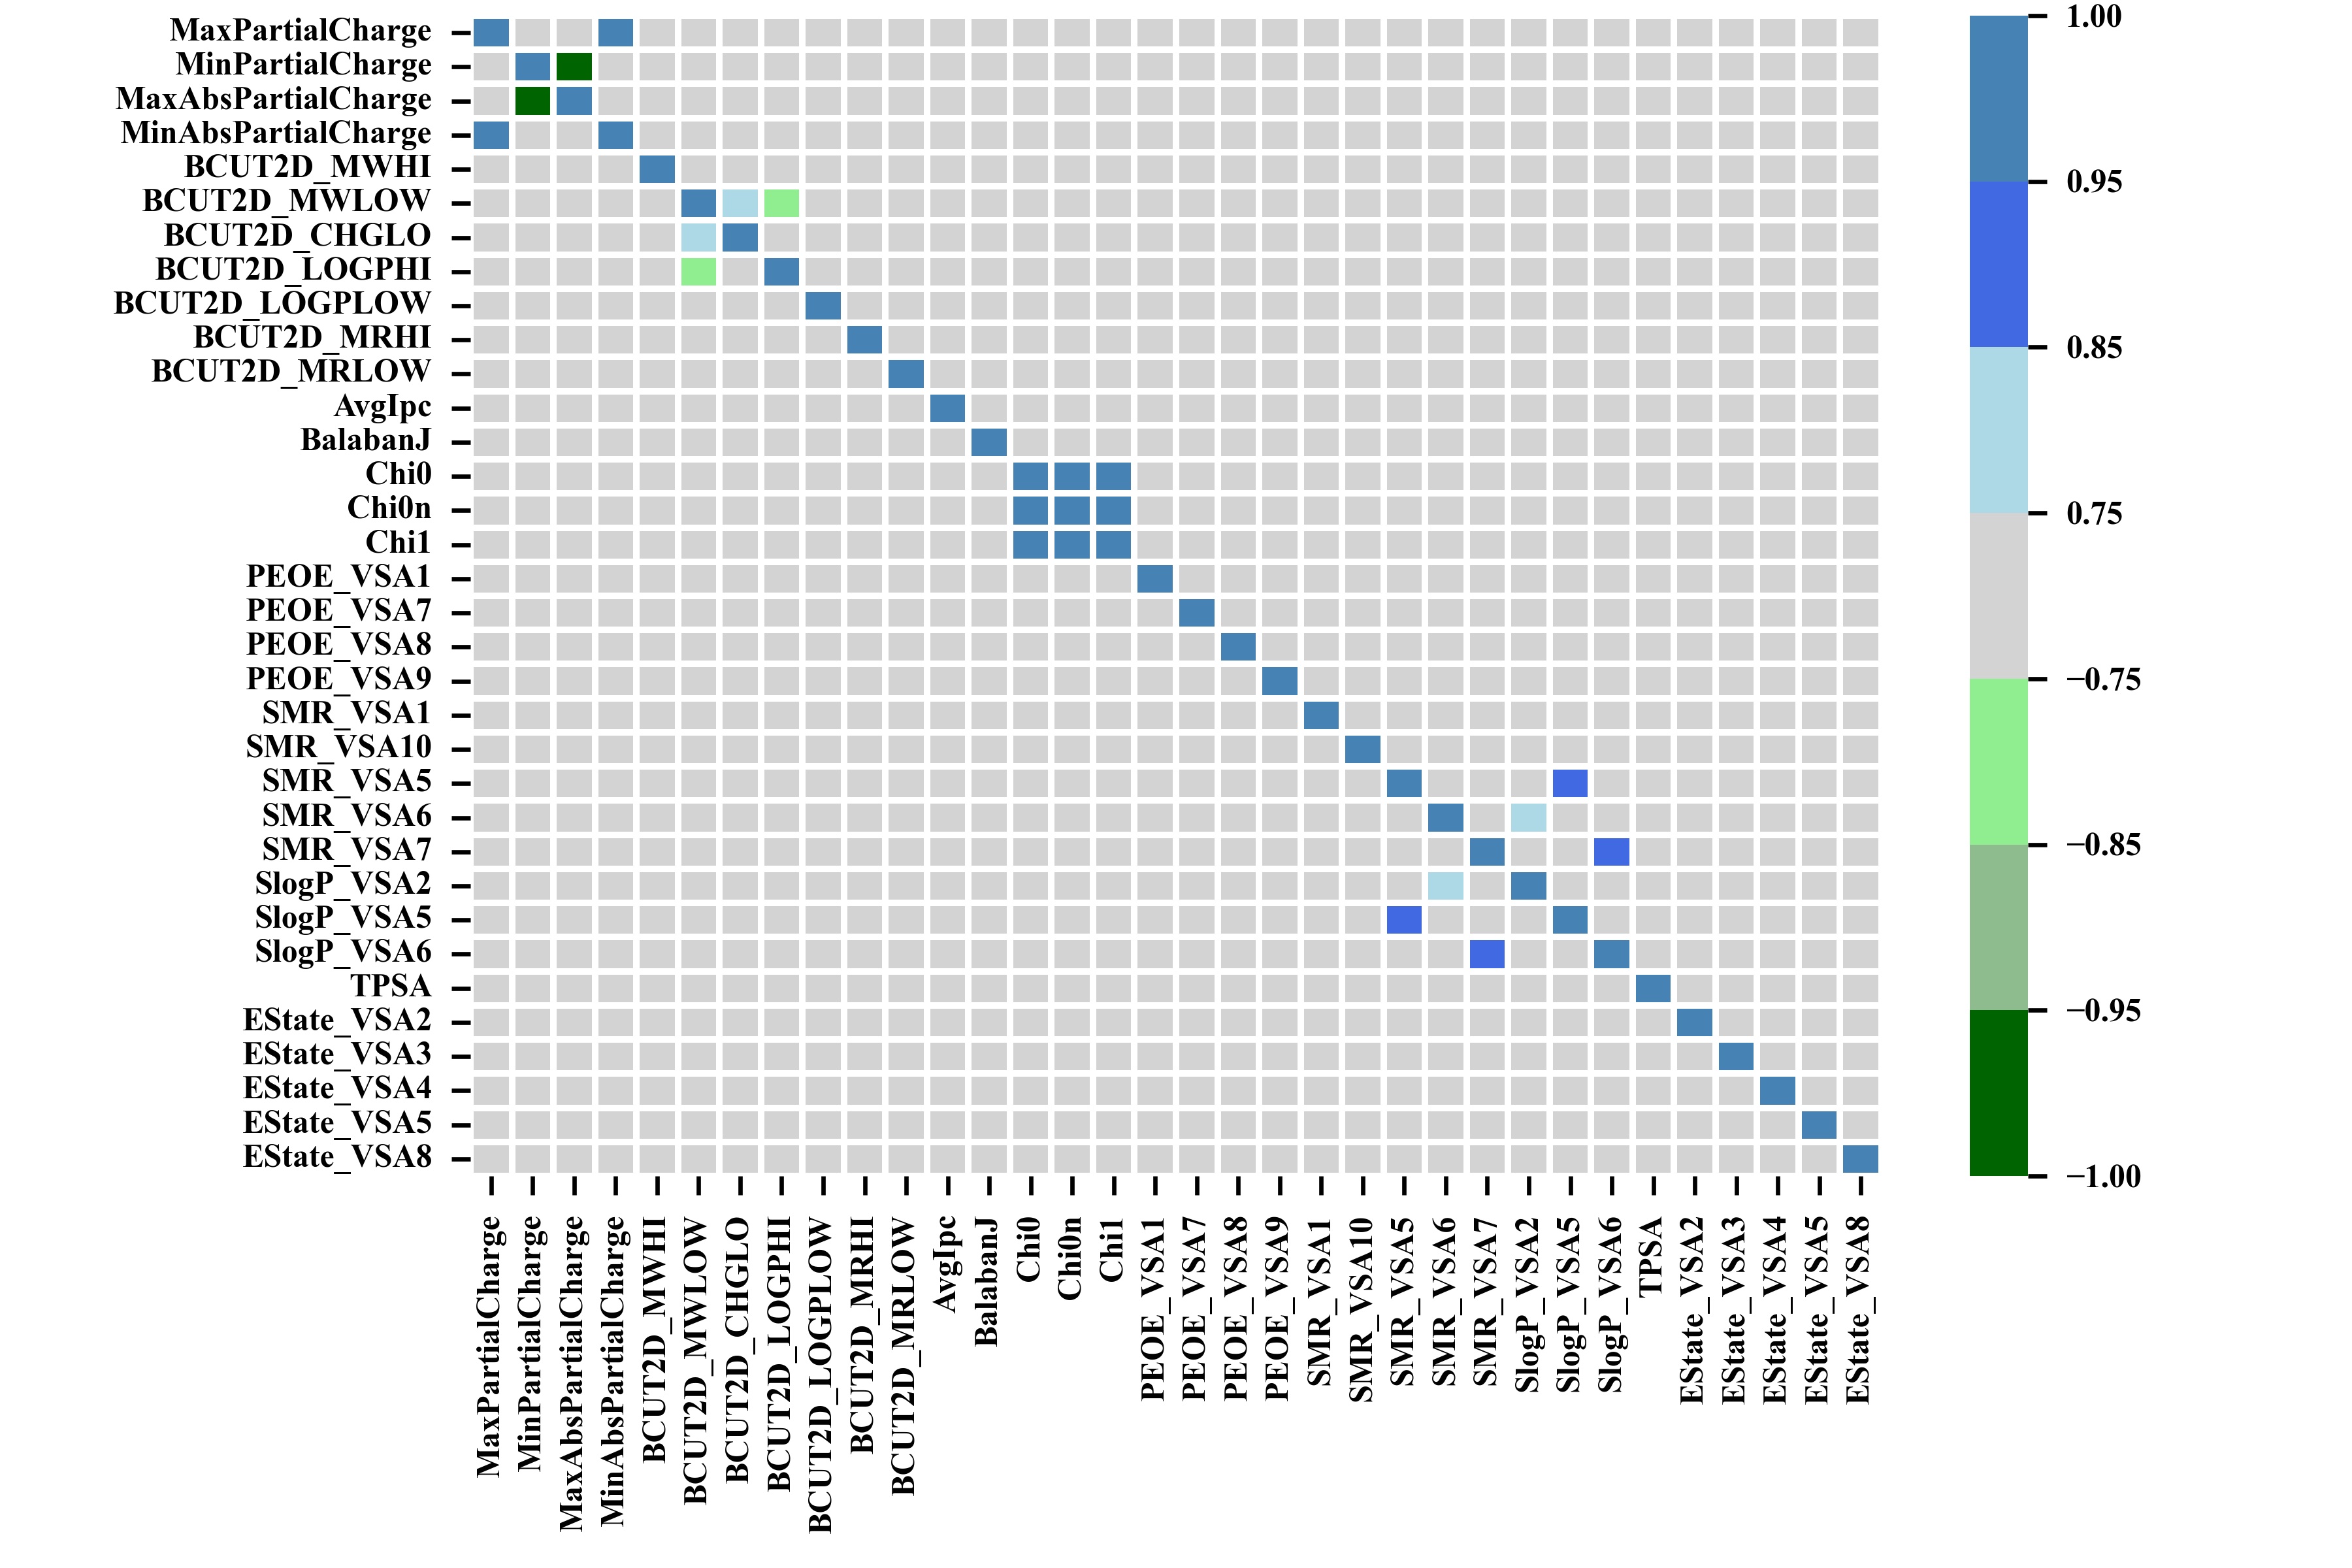 MaxPartialCharge
MinPartialCharge
MaxAbsPartialCharge
MinAbsPartialCharge
BCUT2D_MWHI
BCUT2D_MWLOW
BCUT2D_CHGLO
BCUT2D_LOGPHI
BCUT2D_LOGPLOW
BCUT2D_MRHI
BCUT2D_MRLOW
AvgIpc
BalabanJ
Chi0
Chi0n
Chi1
PEOE_VSA1
PEOE_VSA7
PEOE_VSA8
PEOE_VSA9
SMR_VSA1
SMR_VSA10
SMR_VSA5
SMR_VSA6
SMR_VSA7
SlogP_VSA2
SlogP_VSA5
SlogP_VSA6
TPSA
EState_VSA2
EState_VSA3
EState_VSA4
EState_VSA5
EState_VSA8
MaxPartialCharge
MinPartialCharge
MaxAbsPartialCharge
MinAbsPartialCharge
BCUT2D_MWHI
BCUT2D_MWLOW
BCUT2D_CHGLO
BCUT2D_LOGPHI
BCUT2D_LOGPLOW
BCUT2D_MRHI
BCUT2D_MRLOW
AvgIpc
BalabanJ
Chi0
Chi0n
Chi1
PEOE_VSA1
PEOE_VSA7
PEOE_VSA8
PEOE_VSA9
SMR_VSA1
SMR_VSA10
SMR_VSA5
SMR_VSA6
SMR_VSA7
SlogP_VSA2
SlogP_VSA5
SlogP_VSA6
TPSA
EState_VSA2
EState_VSA3
EState_VSA4
EState_VSA5
EState_VSA8
1.00
0.95
0.85
0.75
−0.75
−0.85
−0.95
−1.00